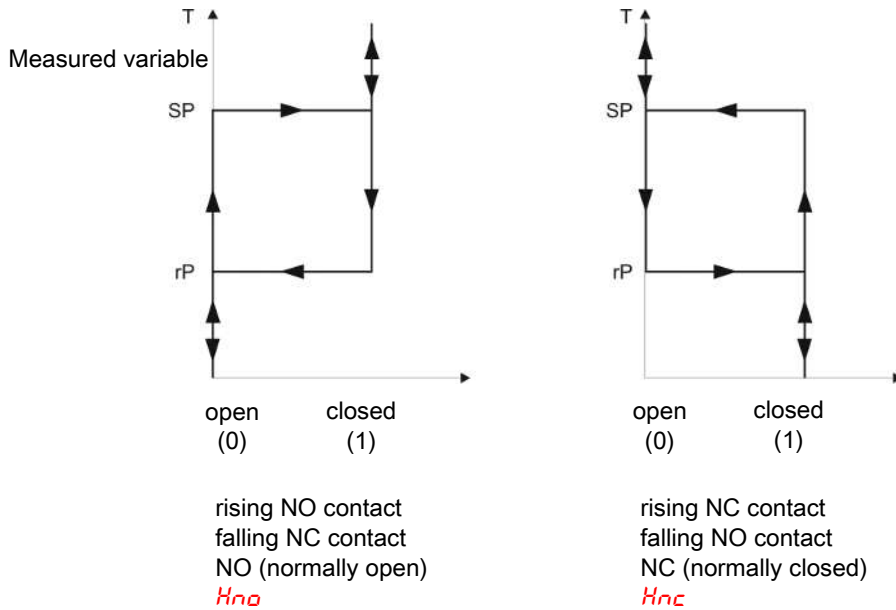 T
Measured variable
SP
rP
open
(0)
closed
(1)
rising NO contact
falling NC contact
NO (normally open)
Hno
T
SP
rP
open
(0)
closed
(1)
rising NC contact
falling NO contact
NC (normally closed)
Hnc